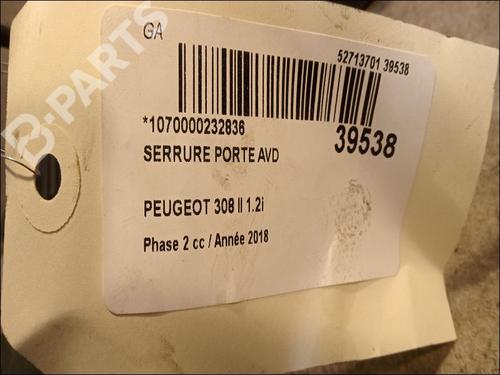 GA
52713701 39538
*1070000232836
39538
SERRURE PORTE AVD
PEUGEOT 308 II 1.2i
Phase 2 cc / Année 2018
B-PARTS